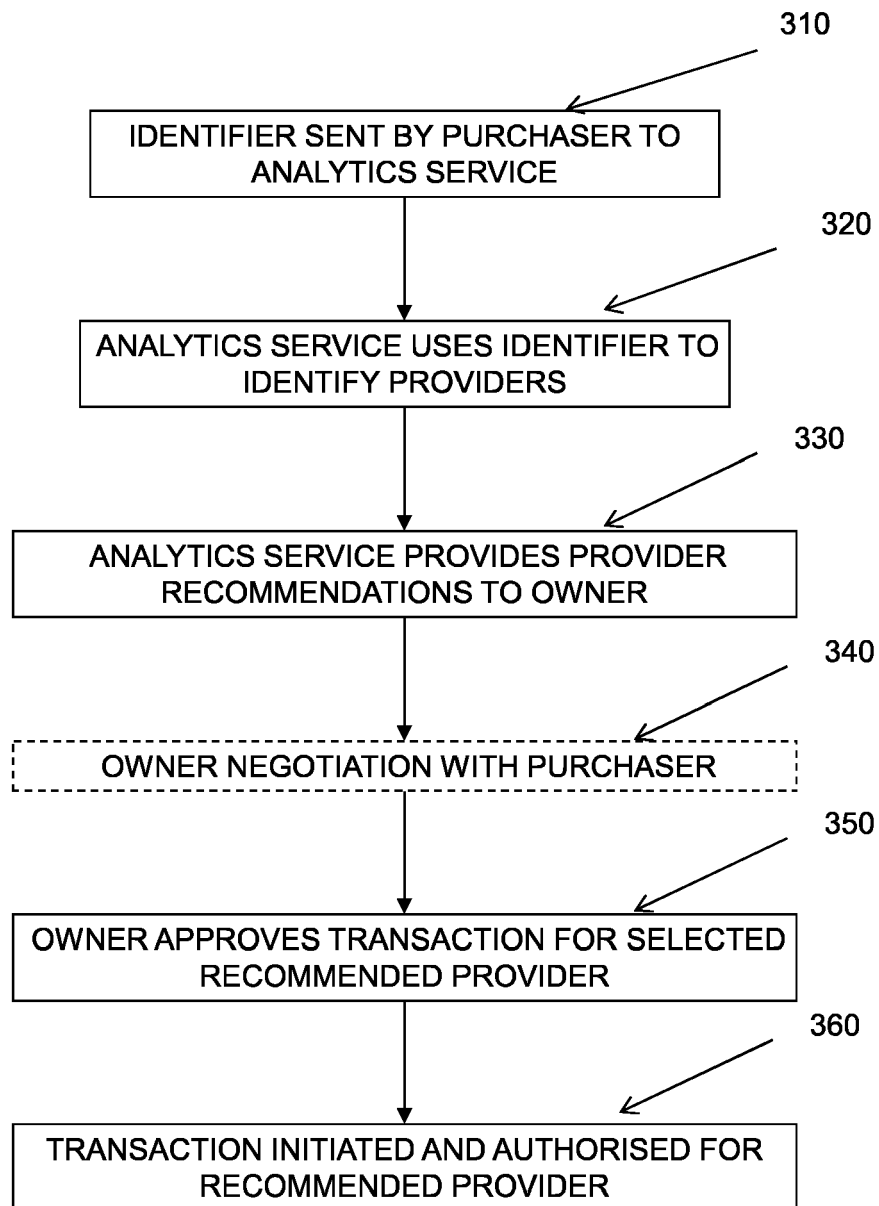 310
IDENTIFIER SENT BY PURCHASER TO
ANALYTICS SERVICE
320
ANALYTICS SERVICE USES IDENTIFIER TO
IDENTIFY PROVIDERS
330
ANALYTICS SERVICE PROVIDES PROVIDER
RECOMMENDATIONS TO OWNER
340
OWNER NEGOTIATION WITH PURCHASER
350
OWNER APPROVES TRANSACTION FOR SELECTED
RECOMMENDED PROVIDER
360
TRANSACTION INITIATED AND AUTHORISED FOR
RECOMMENDED PROVIDER